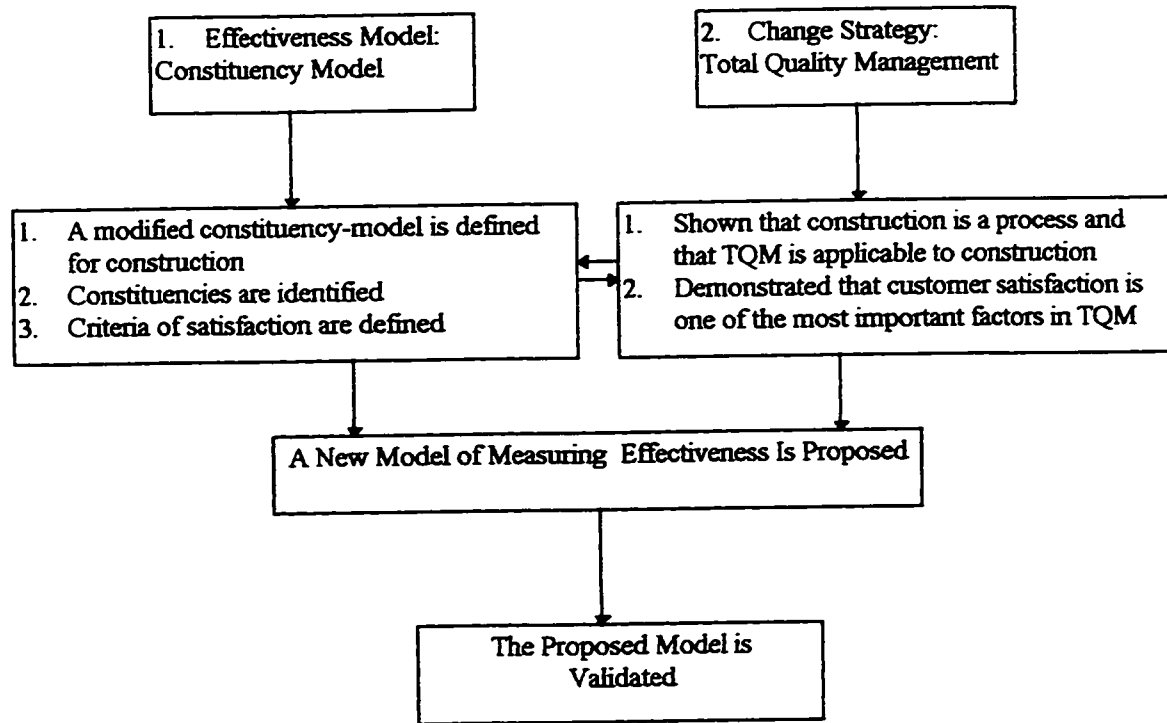 1. Effectiveness Model:
Constituency Model
2. Change Strategy:
Total Quality Management
1. A modified constituency-model is defined
for construction
2. Constituencies are identified
3. Criteria of satisfaction are defined
1. Shown that construction is a process and
that TQM is applicable to construction
2. Demonstrated that customer satisfaction is
one of the most important factors in TQM
A New Model of Measuring Effectiveness Is Proposed
The Proposed Model is
Validated